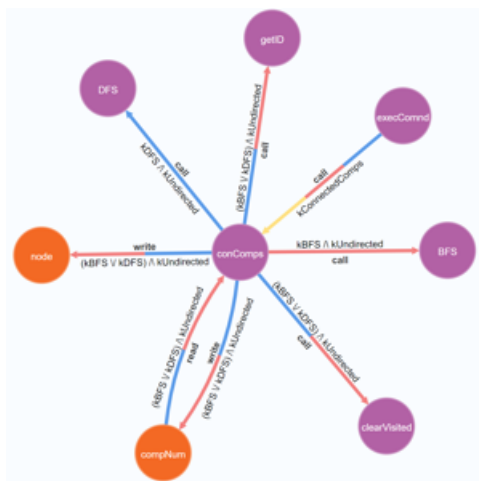 getID
DFS
execComnd
call
kDFS /\ kUndirected
(kBFS \/ kDFS) /\ kUndirected
call
call
kConnectedComps
node
write
(kBFS \/ kDFS) /\ kUndirected
conComps
kBFS /\ kUndirected
call
BFS
(kBFS \/ kDFS) /\ kUndirected
read
write
(kBFS \/ kDFS) /\ kUndirected
(kBFS \/ kDFS) /\ kUndirected
call
clearVisited
compNum